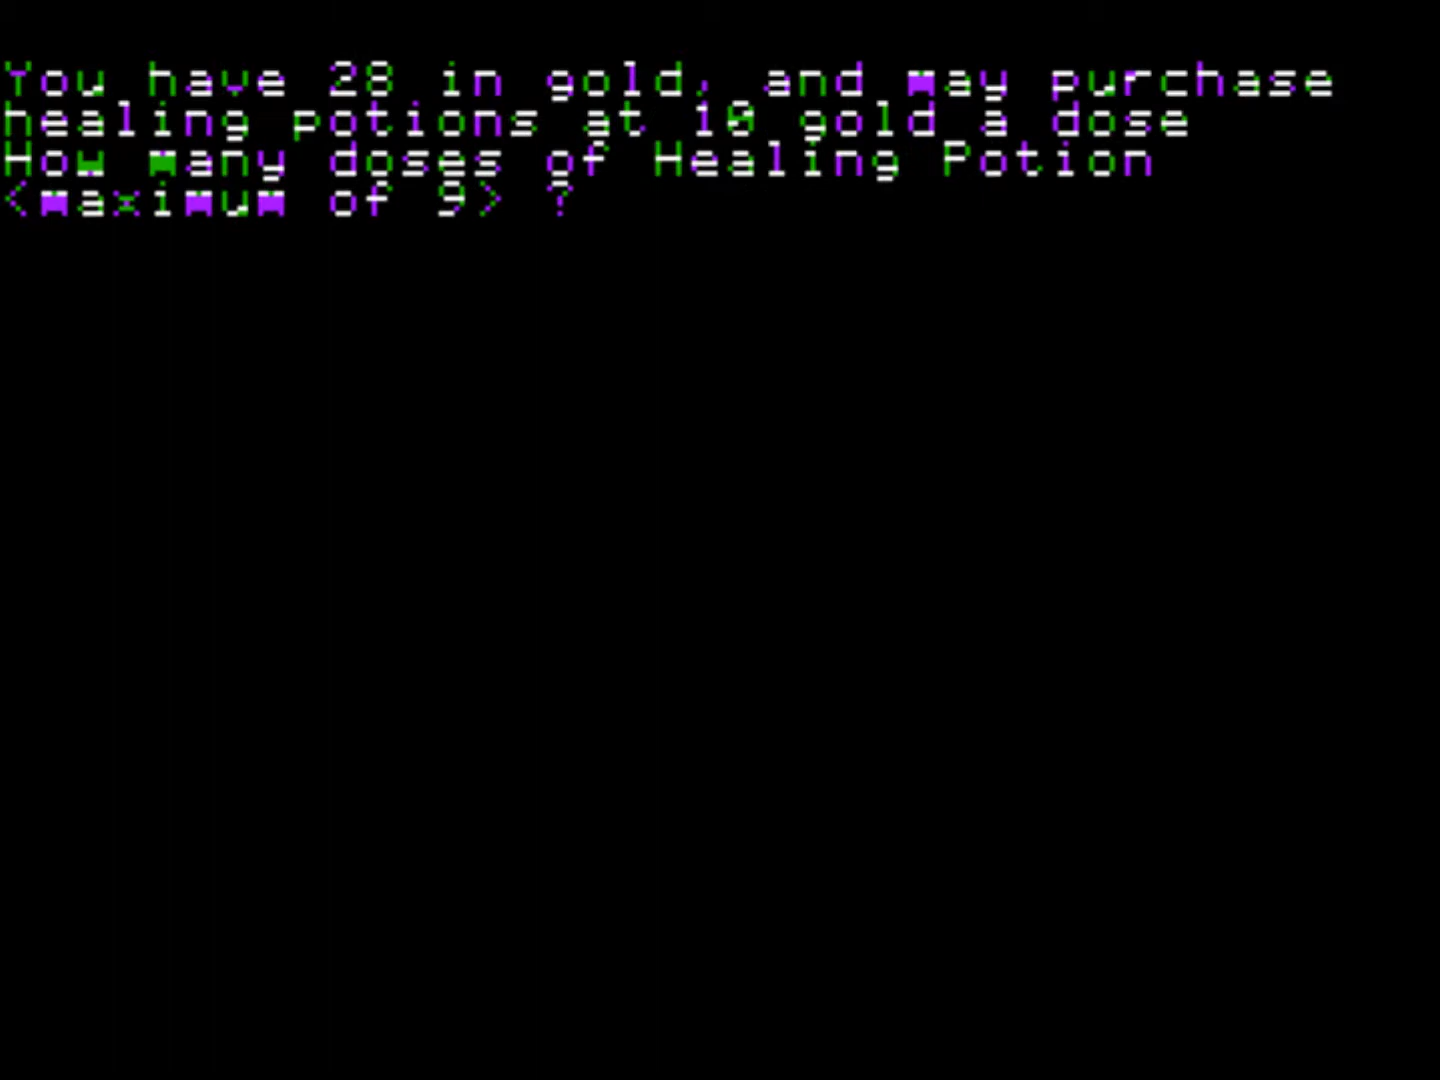 You have 28 in gold, and may purchase
healing potions at 10 gold a dose
How many doses of Healing Potion
<maximum of 9> ?